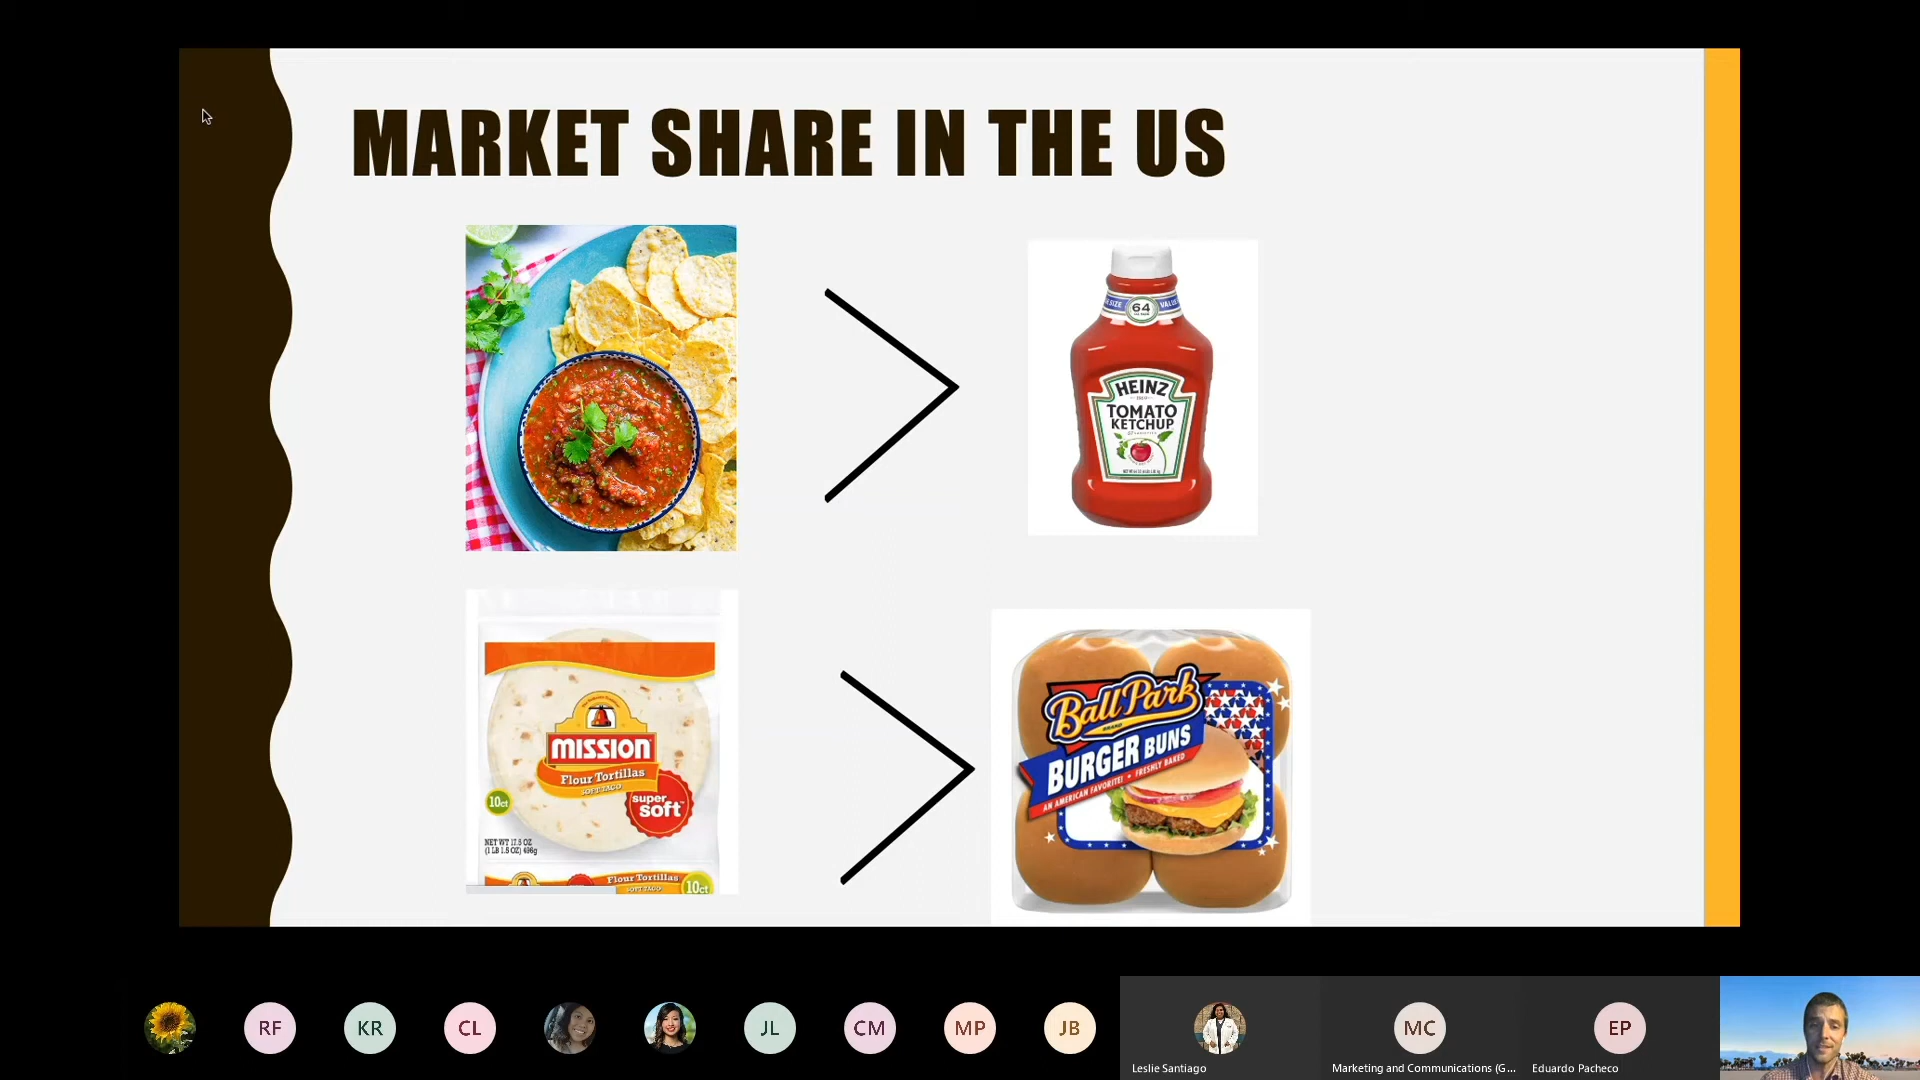 MARKET SHARE IN THE US
64
HEINZ
TOMATO
KETCHUP
MISSION
Flour Tortillas
SOFT TACO
super
soft
10ct
NET WT 17.5 OZ
(1 LB 1.5 OZ) 496g
Flour Tortillas
SOFT TACO
10ct
Ball Park
BRAND
BURGER BUNS
AN AMERICAN FAVORITE! • FRESHLY BAKED
RF
KR
CL
JL
CM
MP
JB
Leslie Santiago
MC
Marketing and Communications (G...
EP
Eduardo Pacheco